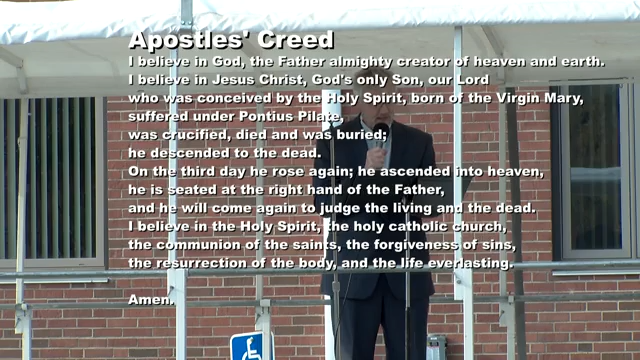 Apostles' Creed
I believe in God, the Father almighty creator of heaven and earth.
I believe in Jesus Christ, God's only Son, our Lord
who was conceived by the Holy Spirit, born of the Virgin Mary,
suffered under Pontius Pilate,
was crucified, died and was buried;
he descended to the dead.
On the third day he rose again; he ascended into heaven,
he is seated at the right hand of the Father,
and he will come again to judge the living and the dead.
I believe in the Holy Spirit, the holy catholic church,
the communion of the saints, the forgiveness of sins,
the resurrection of the body, and the life everlasting.
Amen.